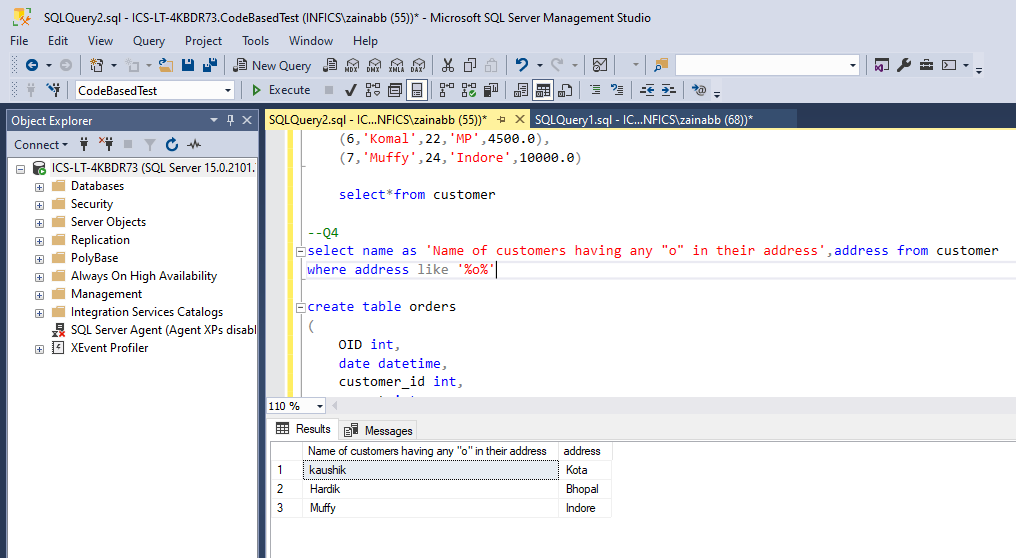 SQLQuery2.sql - ICS-LT-4KBDR73.CodeBasedTest (INFICS\zainabb (55))* - Microsoft SQL Server Management Studio
File Edit View Query Project Tools Window Help
New Query MDX DMX XMLA DAX
CodeBasedTest Execute
Object Explorer
Connect
ICS-LT-4KBDR73 (SQL Server 15.0.2101.
Databases
Security
Server Objects
Replication
PolyBase
Always On High Availability
Management
Integration Services Catalogs
SQL Server Agent (Agent XPs disabl
XEvent Profiler
SQLQuery2.sql - IC...NFICS\zainabb (55))* SQLQuery1.sql - IC...NFICS\zainabb (68))*
(6,'Komal',22,'MP',4500.0),
(7,'Muffy',24,'Indore',10000.0)
select*from customer
--Q4
select name as 'Name of customers having any "o" in their address',address from customer
where address like '%o%'
create table orders
(
OID int,
date datetime,
customer_id int,
110 %
Results Messages
Name of customers having any "o" in their address address
1 kaushik Kota
2 Hardik Bhopal
3 Muffy Indore